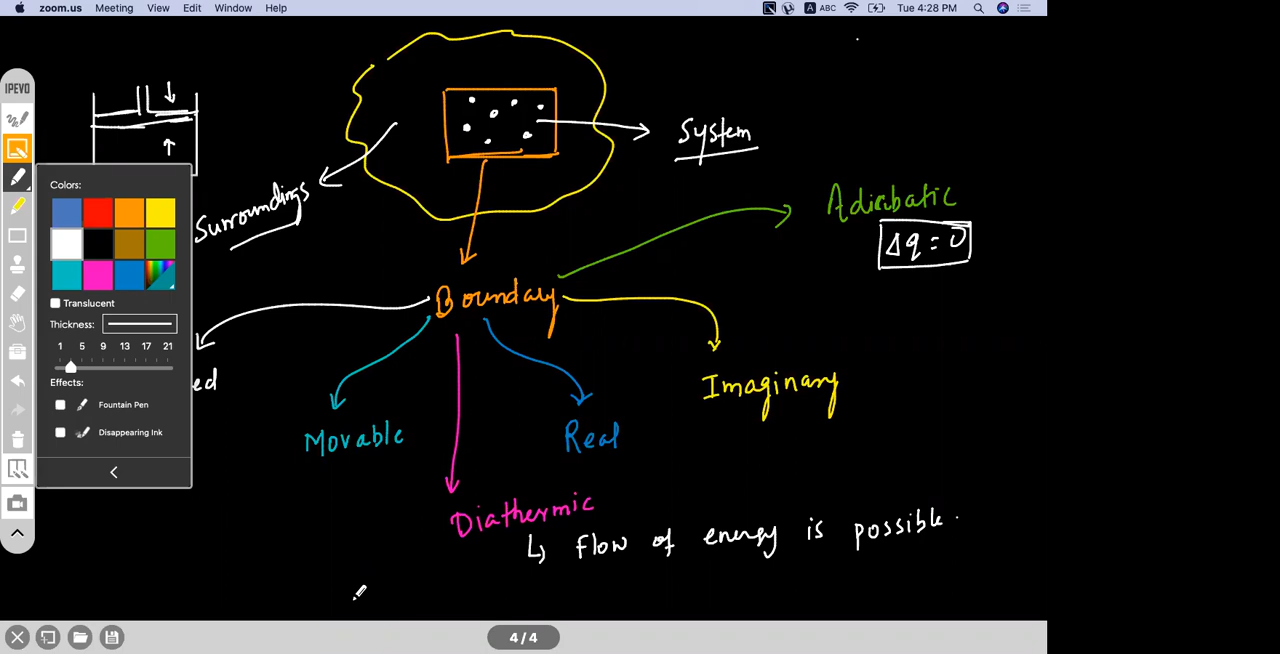 zoom.us Meeting View Edit Window Help
A ABC Tue 4:28 PM
IPEVO
System
Surroundings
Adiabatic
Δq = 0
Colors:
Translucent
Thickness:
1 5 9 13 17 21
Effects:
Fountain Pen
Disappearing Ink
Boundary
ed
Movable
Real
Imaginary
Diathermic
↳ flow of energy is possible.
4/4